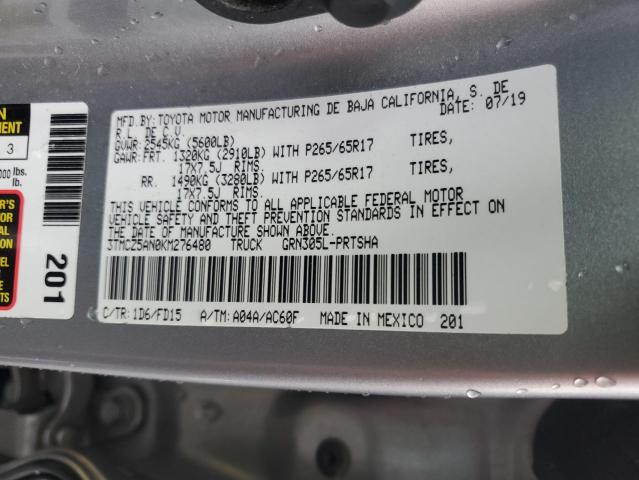 MFD.BY: TOYOTA MOTOR MANUFACTURING DE BAJA CALIFORNIA, S. DE
R.L. DE C.V. DATE: 07/19
GVWR: 2545KG (5600LB)
GAWR: FRT. 1320KG (2910LB) WITH P265/65R17 TIRES,
17X7.5J RIMS.
RR. 1490KG (3280LB) WITH P265/65R17 TIRES,
17X7.5J RIMS.
THIS VEHICLE CONFORMS TO ALL APPLICABLE FEDERAL MOTOR
VEHICLE SAFETY AND THEFT PREVENTION STANDARDS IN EFFECT ON
THE DATE OF MANUFACTURE SHOWN ABOVE.
3TMCZ5AN0KM276480 TRUCK GRN305L-PRTSHA
C/TR: 1D6/FD15 A/TM: A04A/AC60F MADE IN MEXICO 201
3
lbs.
lb.
201